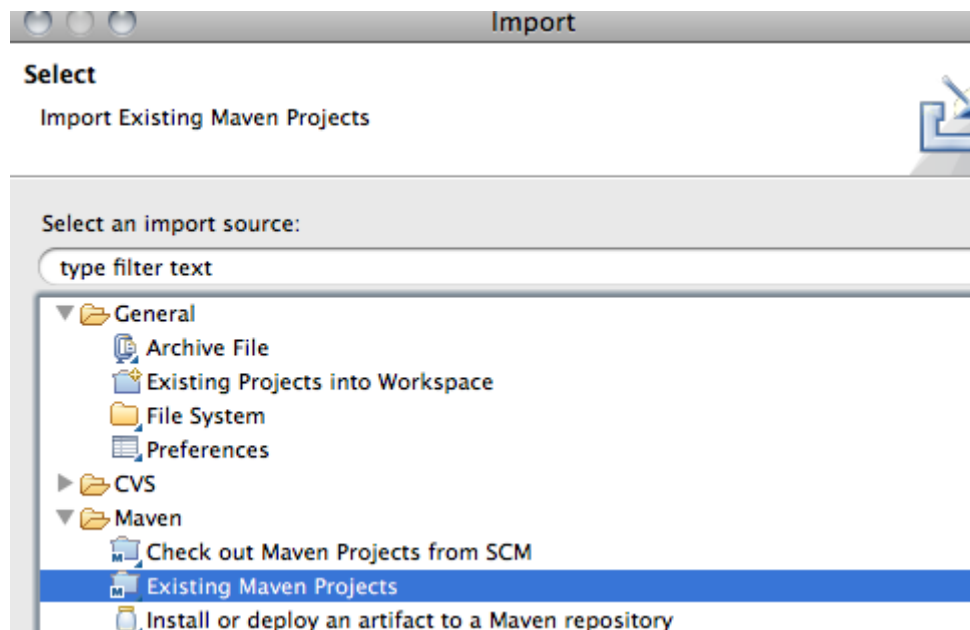 Import
Select
Import Existing Maven Projects
Select an import source:
type filter text
General
Archive File
Existing Projects into Workspace
File System
Preferences
CVS
Maven
Check out Maven Projects from SCM
Existing Maven Projects
Install or deploy an artifact to a Maven repository